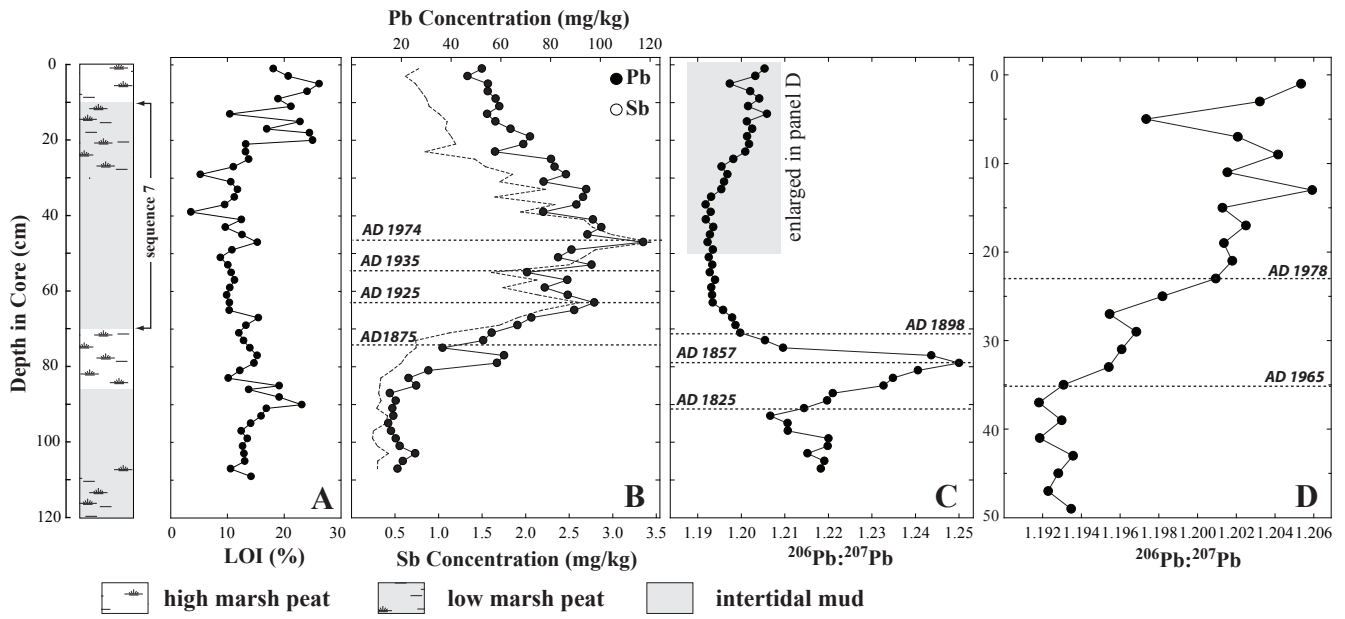 Pb Concentration (mg/kg)
20 40 60 80 100 120
Depth in Core (cm)
0
20
40
60
80
100
120
sequence 7
0 10 20 30
LOI (%)
A
Pb
Sb
AD 1974
AD 1935
AD 1925
AD1875
B
0.5 1.0 1.5 2.0 2.5 3.0 3.5
Sb Concentration (mg/kg)
enlarged in panel D
AD 1898
AD 1857
AD 1825
C
1.19 1.20 1.21 1.22 1.23 1.24 1.25
206Pb:207Pb
0
10
20
30
40
50
AD 1978
AD 1965
D
1.192 1.194 1.196 1.198 1.200 1.202 1.204 1.206
206Pb:207Pb
high marsh peat low marsh peat intertidal mud